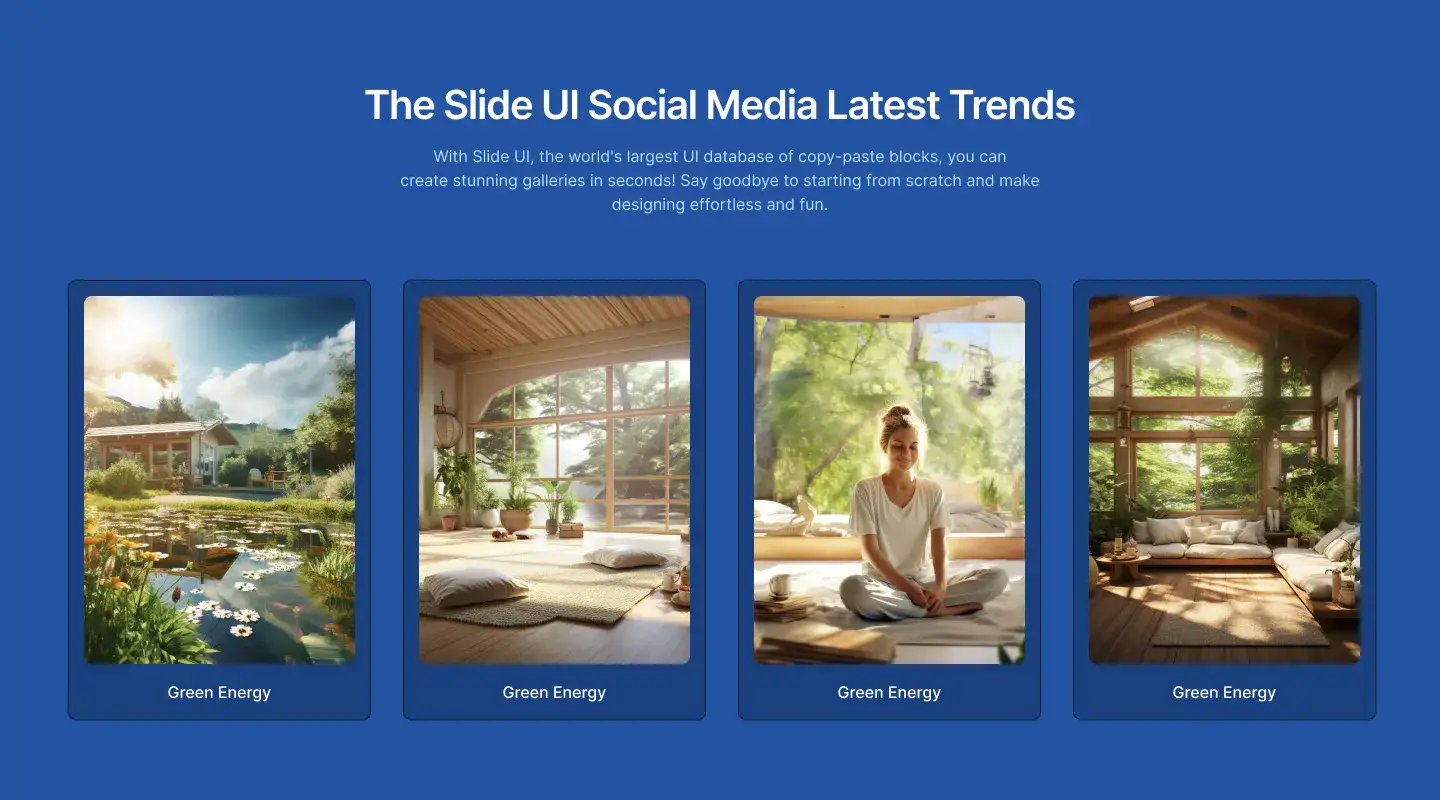 The Slide UI Social Media Latest Trends
With Slide UI, the world's largest UI database of copy-paste blocks, you can
create stunning galleries in seconds! Say goodbye to starting from scratch and make
designing effortless and fun.
Green Energy
Green Energy
Green Energy
Green Energy